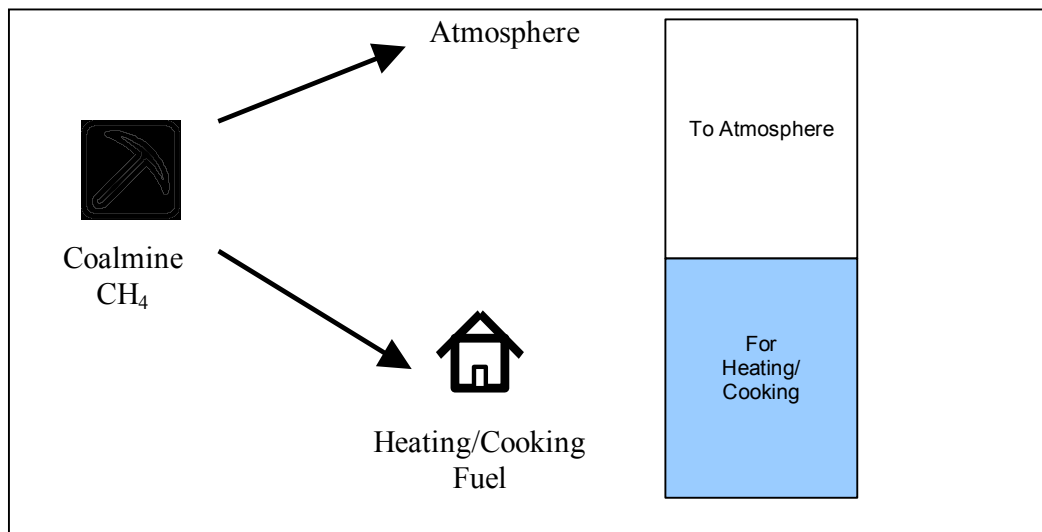 Atmosphere
To Atmosphere
Coalmine
CH₄
For
Heating/
Cooking
Heating/Cooking
Fuel